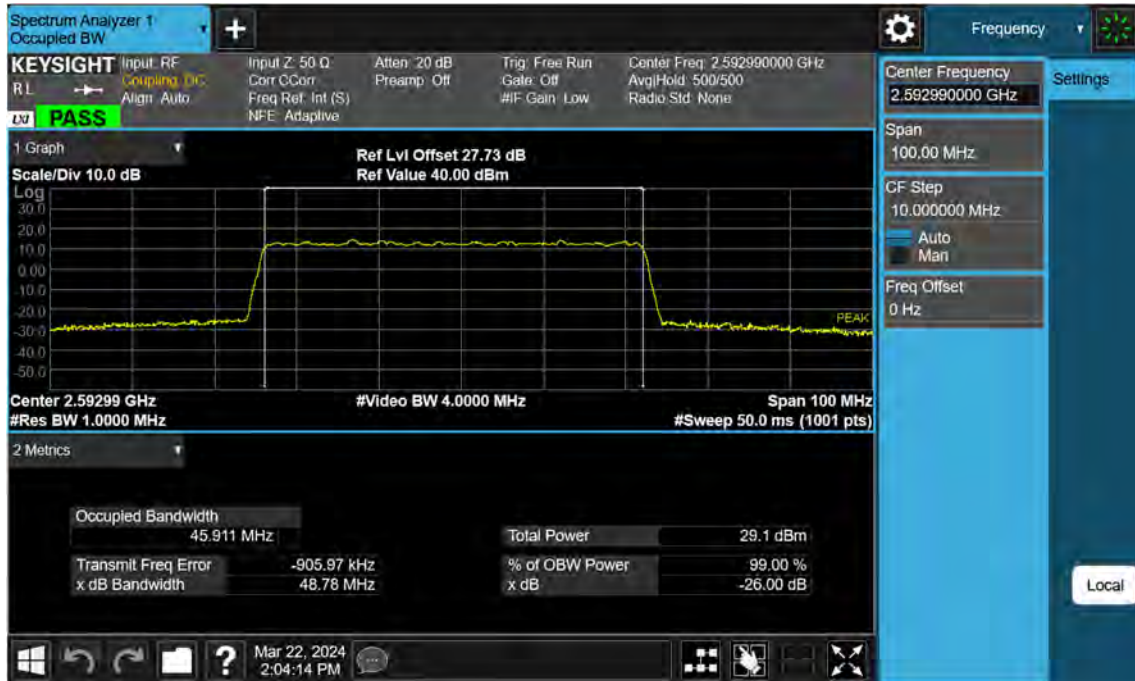 Spectrum Analyzer 1
Occupied BW
+
Frequency
KEYSIGHT Input: RF Input Z: 50 Ω Atten: 20 dB Trig: Free Run Center Freq: 2.592990000 GHz
RL Coupling: DC Corr CCorr Preamp: Off Gate: Off Avg|Hold: 500/500
Align: Auto Freq Ref: Int (S) #IF Gain: Low Radio Std: None
LXI PASS NFE: Adaptive
Center Frequency
2.592990000 GHz
Settings
Span
100.00 MHz
CF Step
10.000000 MHz
Auto
Man
Freq Offset
0 Hz
Local
1 Graph
Ref Lvl Offset 27.73 dB
Scale/Div 10.0 dB Ref Value 40.00 dBm
Log
30.0
20.0
10.0
0.00
-10.0
-20.0
-30.0
-40.0
-50.0
PEAK
Center 2.59299 GHz #Video BW 4.0000 MHz Span 100 MHz
#Res BW 1.0000 MHz #Sweep 50.0 ms (1001 pts)
2 Metrics
Occupied Bandwidth
45.911 MHz Total Power 29.1 dBm
Transmit Freq Error -905.97 kHz % of OBW Power 99.00 %
x dB Bandwidth 48.78 MHz x dB -26.00 dB
? Mar 22, 2024
2:04:14 PM